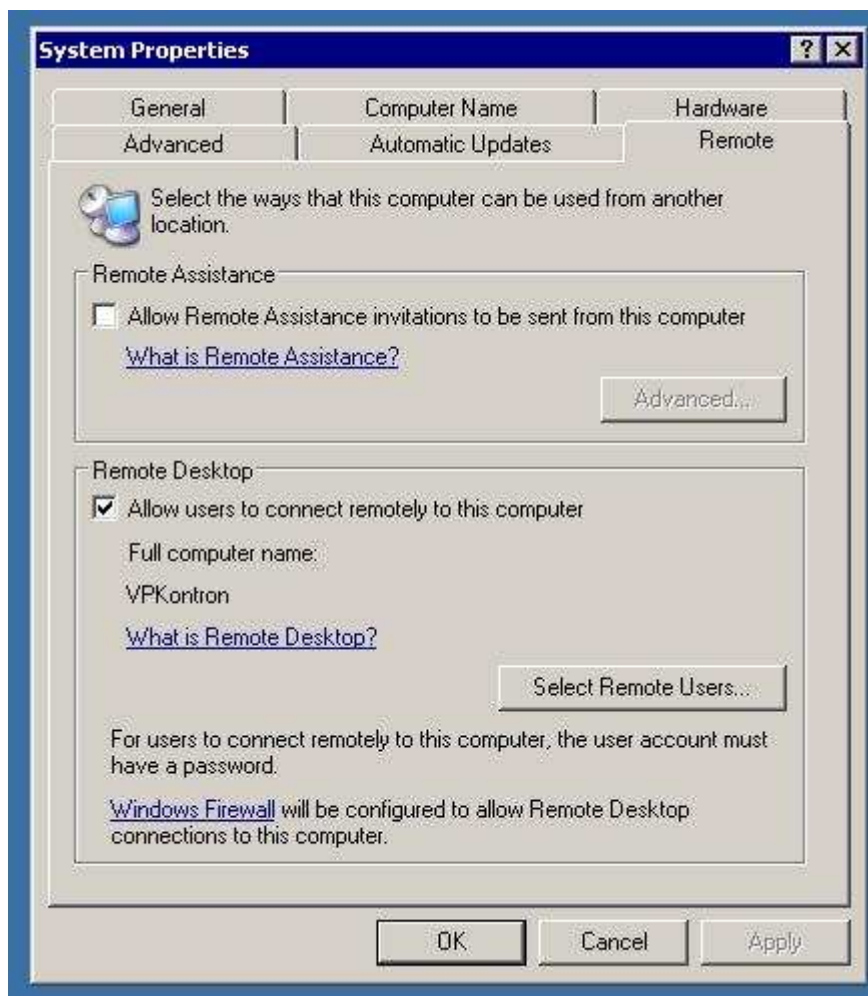 System Properties
General Computer Name Hardware
Advanced Automatic Updates Remote
Select the ways that this computer can be used from another
location.
Remote Assistance
Allow Remote Assistance invitations to be sent from this computer
What is Remote Assistance?
Advanced...
Remote Desktop
Allow users to connect remotely to this computer
Full computer name:
VPKontron
What is Remote Desktop?
Select Remote Users...
For users to connect remotely to this computer, the user account must
have a password.
Windows Firewall will be configured to allow Remote Desktop
connections to this computer.
OK Cancel Apply